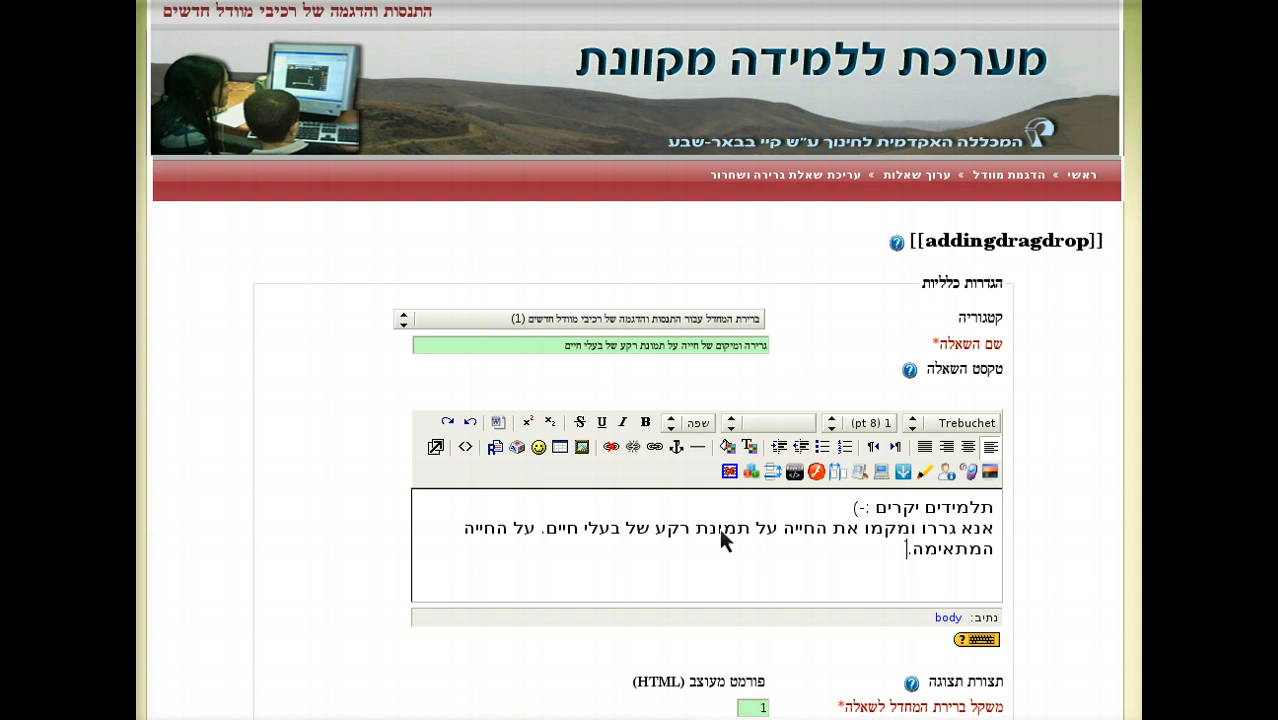 התנסות והדגמה של רכיבי מוודל חדשים
מערכת ללמידה מקוונת
המכללה האקדמית לחינוך ע״ש קיי בבאר-שבע
ראשי » הדגמת מוודל » ערוך שאלות » עריכת שאלת גרירה ושחרור
[[addingdragdrop]]
הגדרות כלליות
קטגוריה
ברירת המחדל עבור התנסות והדגמה של רכיבי מוודל חדשים (1)
שם השאלה*
גרירה ומיקום של חייה על תמונת רקע של בעלי חיים
טקסט השאלה
Trebuchet
1 (8 pt)
שפה
B I U S
תלמידים יקרים :-)
אנא גררו ומקמו את החייה על תמונת רקע של בעלי חיים. על החייה
המתאימה.
נתיב: body
תצורת תצוגה
פורמט מעוצב (HTML)
משקל ברירת המחדל לשאלה*
1